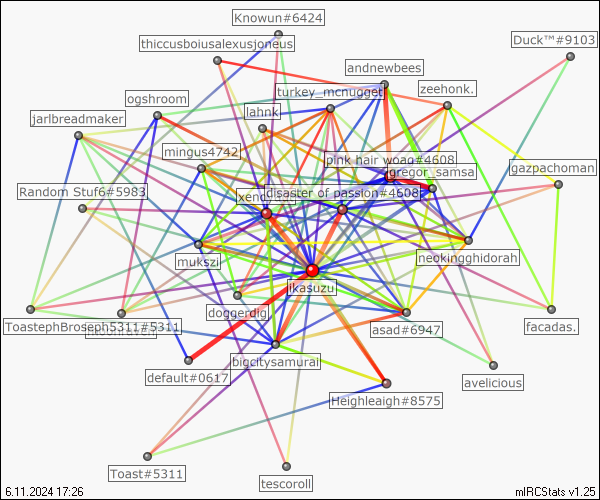 Knowun#6424
thiccusboiusalexusjoneus
Duck™#9103
andnewbees
zeehonk.
turkey_mcnugget
ogshroom
lahnk
jarlbreadmaker
mingus4742
pink hair woag#4608
gregor_samsa
gazpachoman
Random Stuf6#5983
disaster of passion#4608
mukszi
neokingghidorah
ikasuzu
doggerdig
ToastephBroseph5311#5311
asad#6947
facadas.
bigcitysamurai
default#0617
avelicious
Heighleaigh#8575
Toast#5311
tescoroll
6.11.2024 17:26
mIRCStats v1.25